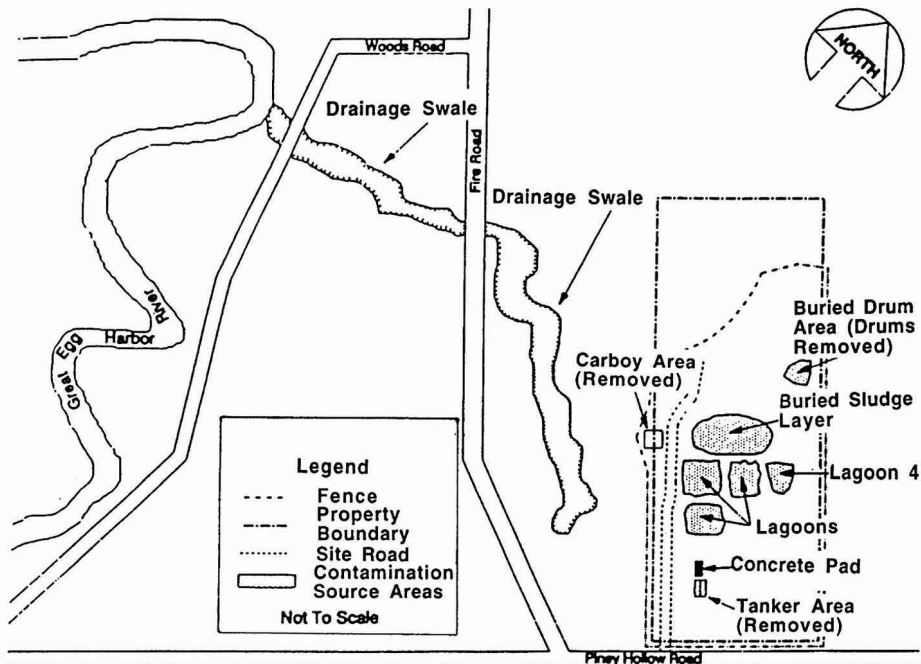 Woods Road
NORTH
Drainage Swale
Fire Road
Drainage Swale
Great Egg
Harbor
River
Buried Drum
Area (Drums
Removed)
Carboy Area
(Removed)
Buried Sludge
Layer
Lagoon 4
Lagoons
Concrete Pad
Tanker Area
(Removed)
Legend
Fence
Property
Boundary
Site Road
Contamination
Source Areas
Not To Scale
Piney Hollow Road